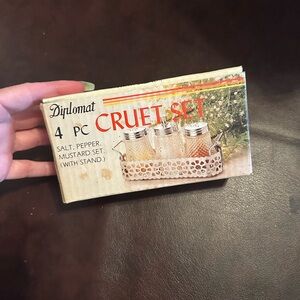 Diplomat
4 PC CRUET SET
SALT, PEPPER,
MUSTARD SET.
(WITH STAND)